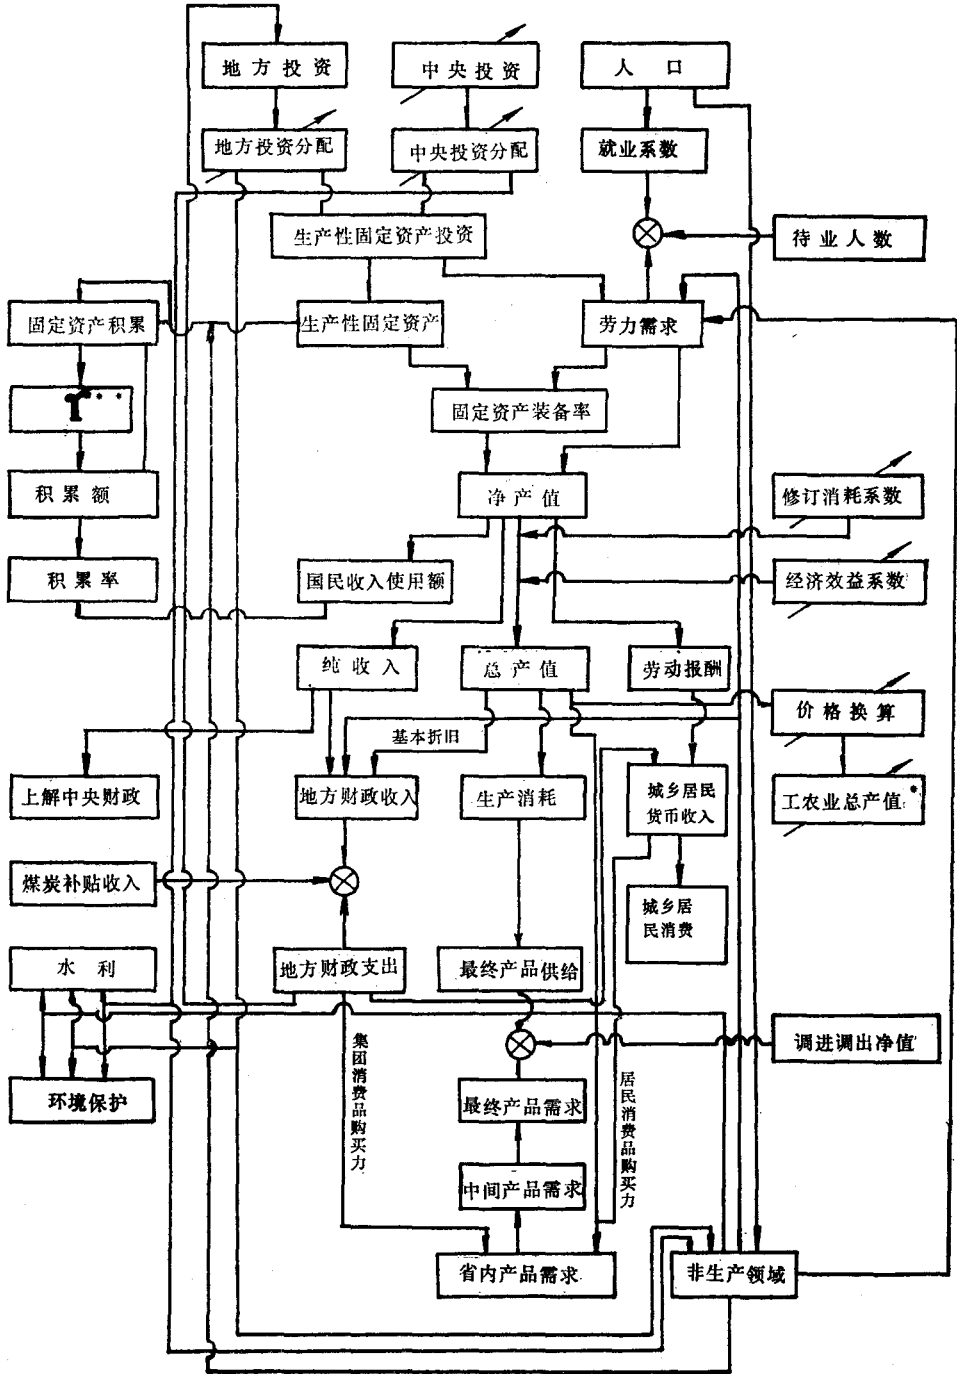 地方投资
中央投资
人口
地方投资分配
中央投资分配
就业系数
生产性固定资产投资
待业人数
固定资产积累
生产性固定资产
劳力需求
固定资产装备率
积累额
净产值
修订消耗系数
积累率
国民收入使用额
经济效益系数
纯收入
总产值
劳动报酬
价格换算
基本折旧
上解中央财政
地方财政收入
生产消耗
城乡居民
货币收入
工农业总产值*
煤炭补贴收入
城乡居
民消费
水利
地方财政支出
最终产品供给
调进调出净值
集团消费品购买力
居民消费品购买力
环境保护
最终产品需求
中间产品需求
省内产品需求
非生产领域